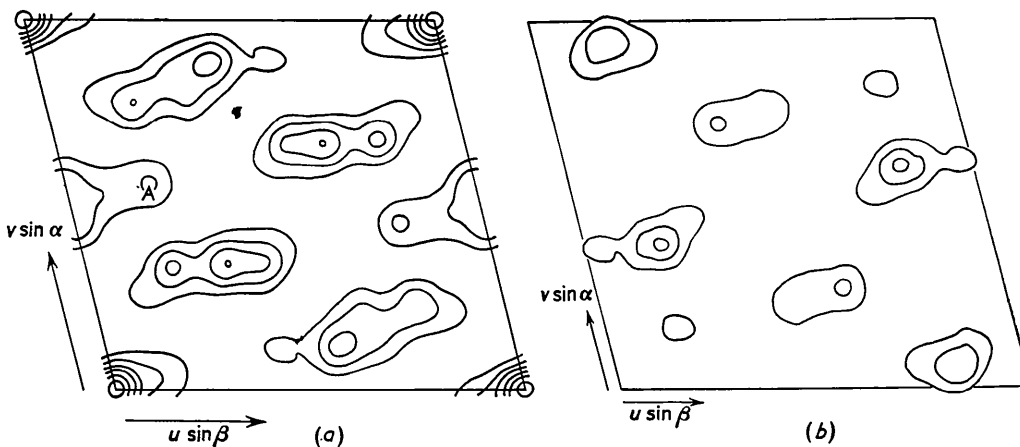 A
v sin α
u sin β
(a)
v sin α
u sin β
(b)